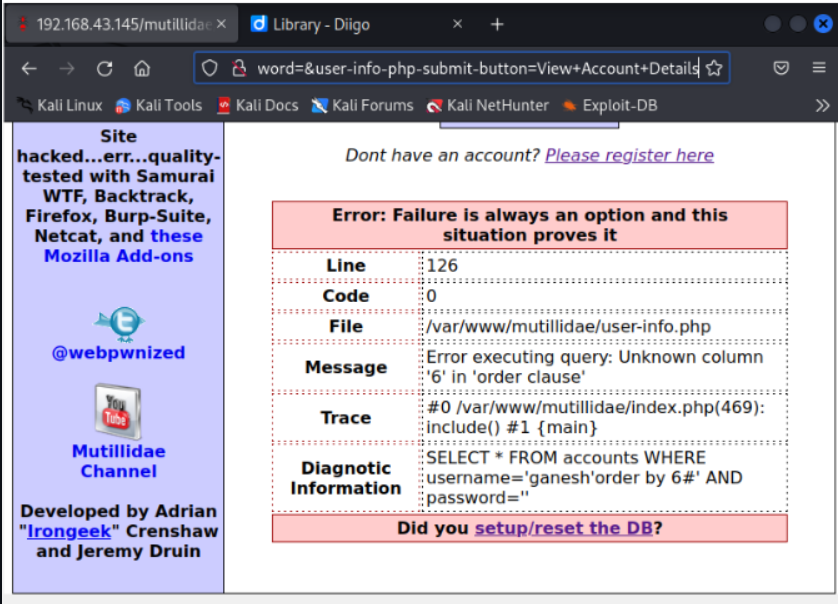 192.168.43.145/mutillidae
Library - Diigo
word=&user-info-php-submit-button=View+Account+Details
Kali Linux
Kali Tools
Kali Docs
Kali Forums
Kali NetHunter
Exploit-DB
Site
hacked...err...quality-
tested with Samurai
WTF, Backtrack,
Firefox, Burp-Suite,
Netcat, and these
Mozilla Add-ons
@webpwnized
You
Tube
Mutillidae
Channel
Developed by Adrian
"Irongeek" Crenshaw
and Jeremy Druin
Dont have an account? Please register here
Error: Failure is always an option and this
situation proves it
Line 126
Code 0
File /var/www/mutillidae/user-info.php
Message Error executing query: Unknown column
'6' in 'order clause'
Trace #0 /var/www/mutillidae/index.php(469):
include() #1 {main}
Diagnostic Information SELECT * FROM accounts WHERE
username='ganesh'order by 6#' AND
password=''
Did you setup/reset the DB?